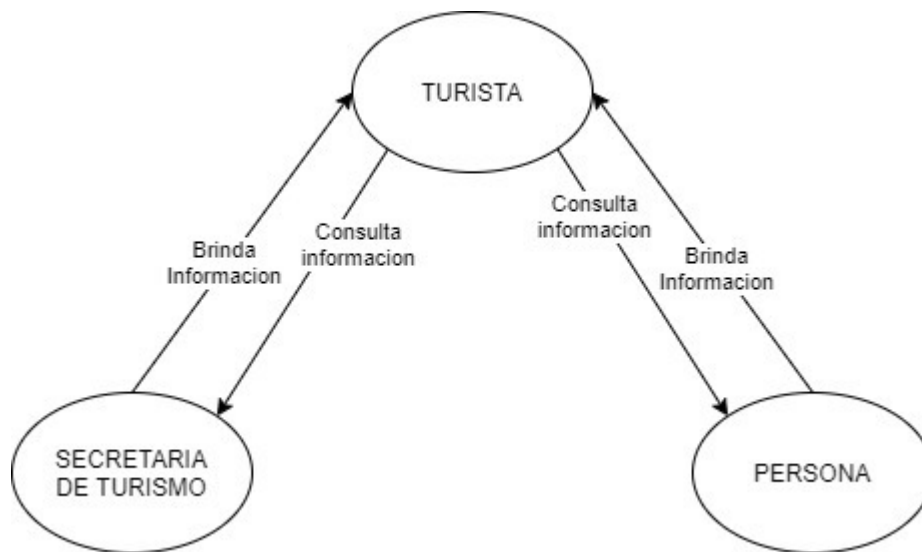 TURISTA
Brinda
Informacion
Consulta
informacion
Consulta
informacion
Brinda
Informacion
SECRETARIA
DE TURISMO
PERSONA